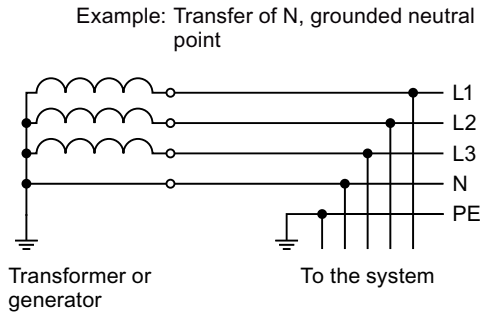 Example: Transfer of N, grounded neutral
point
L1
L2
L3
N
PE
Transformer or
generator
To the system